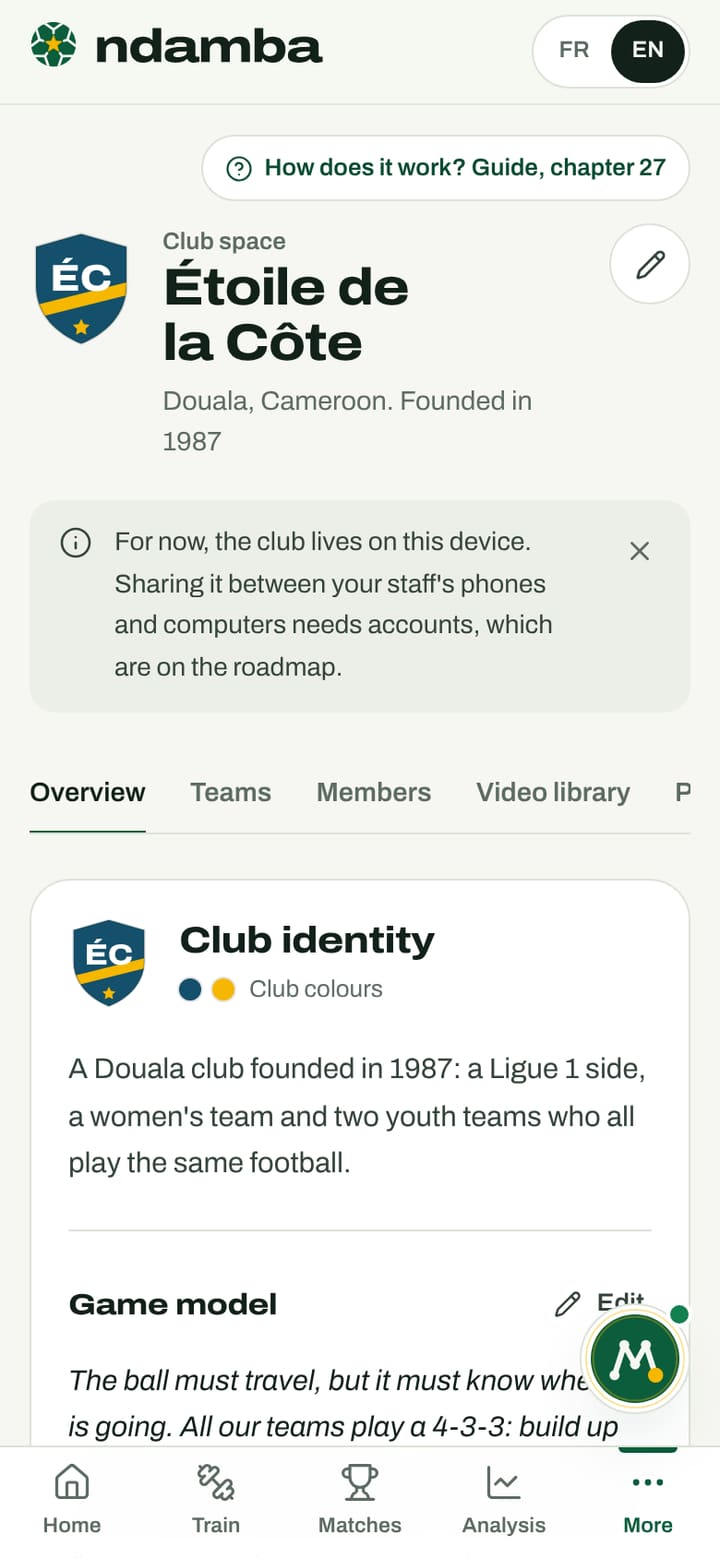 ndamba
FR EN
How does it work? Guide, chapter 27
ÉC
Club space
Étoile de
la Côte
Douala, Cameroon. Founded in
1987
For now, the club lives on this device.
Sharing it between your staff's phones
and computers needs accounts, which
are on the roadmap.
Overview Teams Members Video library P
ÉC
Club identity
Club colours
A Douala club founded in 1987: a Ligue 1 side,
a women's team and two youth teams who all
play the same football.
Game model
Edit
The ball must travel, but it must know
is going. All our teams play a 4-3-3: build up
M
Home Train Matches Analysis More